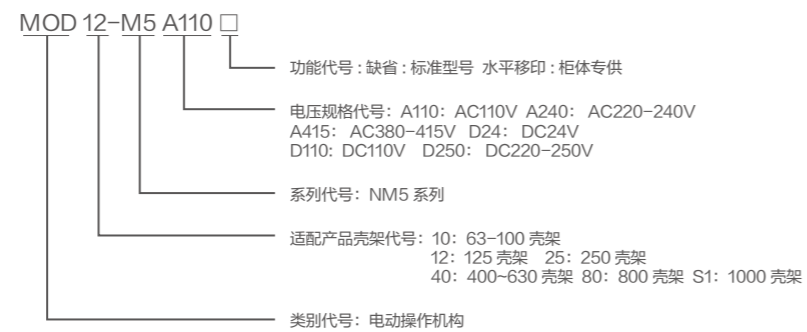 MOD 12-M5 A110 □
功能代号 : 缺省 : 标准型号 水平移印 : 柜体专供
电压规格代号： A110： AC110V A240： AC220-240V
A415： AC380-415V D24： DC24V
D110: DC110V D250： DC220-250V
系列代号： NM5 系列
适配产品壳架代号： 10： 63-100 壳架
12： 125 壳架 25： 250 壳架
40： 400~630 壳架 80： 800 壳架 S1： 1000 壳架
类别代号： 电动操作机构